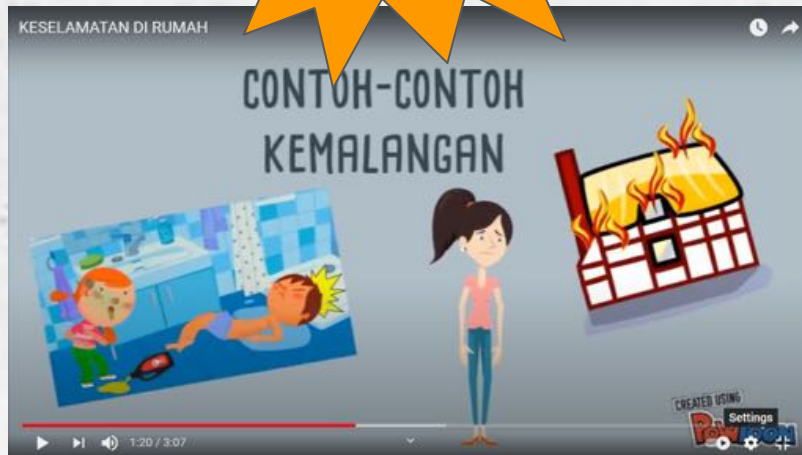 KESELAMATAN DI RUMAH
CONTOH-CONTOH
KEMALANGAN
CREATED USING
Settings
1:20 / 3:07